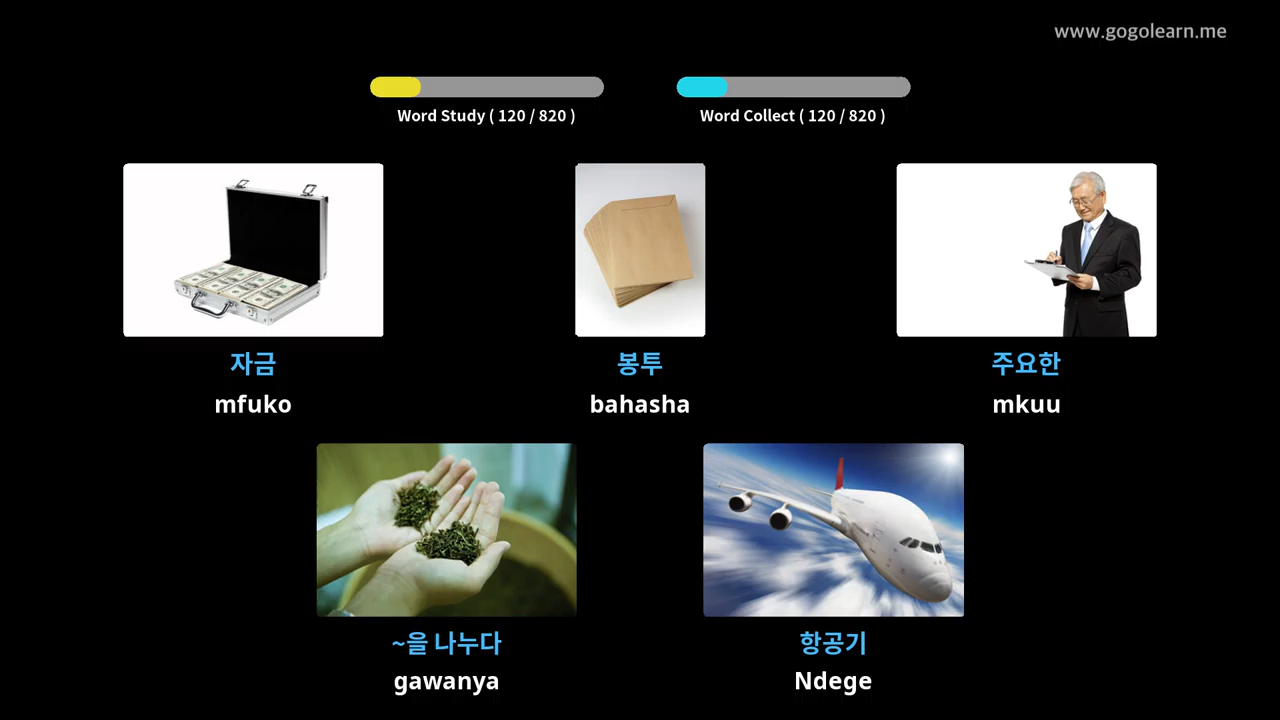 www.gogolearn.me
Word Study ( 120 / 820 )
Word Collect ( 120 / 820 )
자금
mfuko
봉투
bahasha
주요한
mkuu
~을 나누다
gawanya
항공기
Ndege